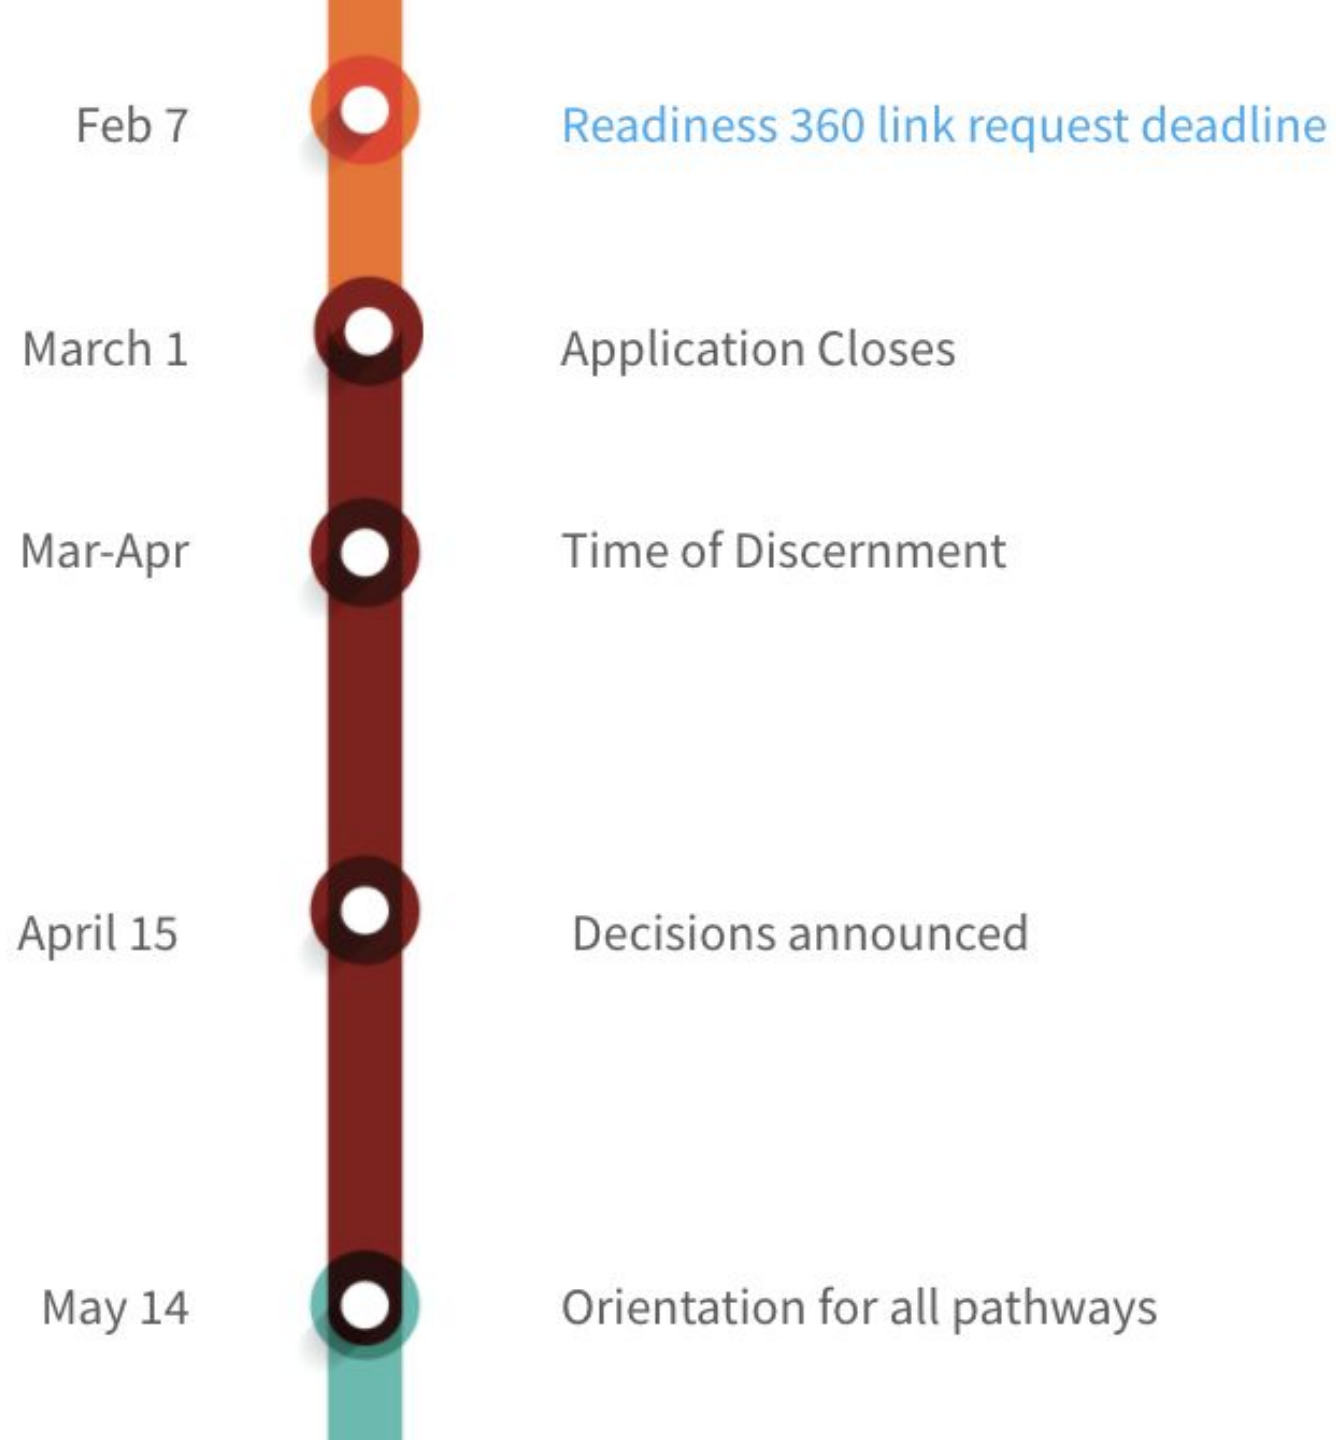 Feb 7 Readiness 360 link request deadline
March 1 Application Closes
Mar-Apr Time of Discernment
April 15 Decisions announced
May 14 Orientation for all pathways